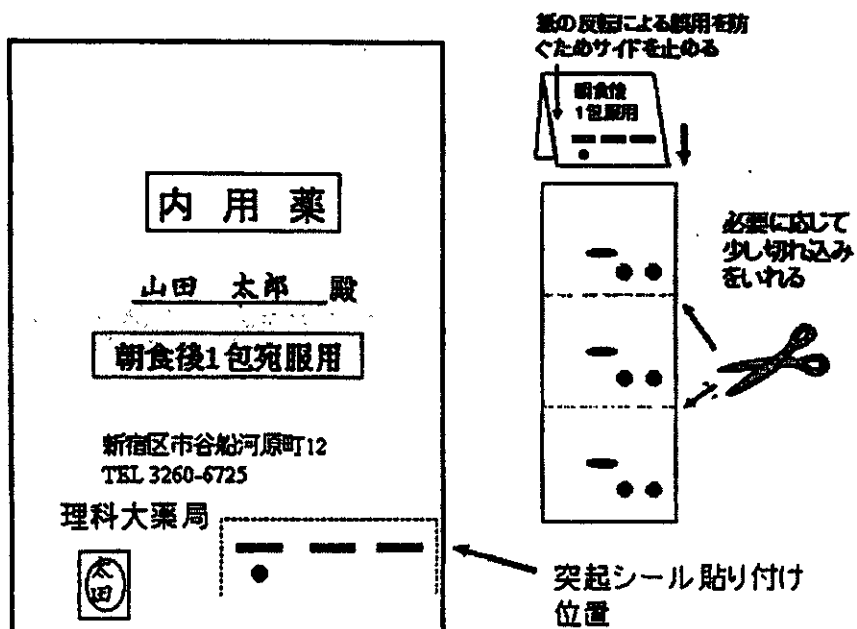 紙の反転による誤用を防
ぐためサイドを止める
朝食後
1包服用
内用薬
山田 太郎 殿
朝食後1包宛服用
必要に応じて
少し切れ込み
をいれる
新宿区市谷船河原町12
TEL 3260-6725
理科大薬局
太田
突起シール貼り付け
位置